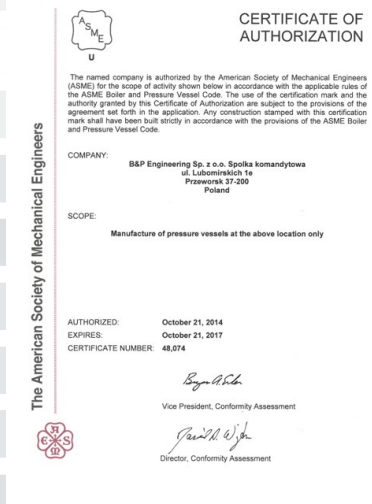 ASME
U
CERTIFICATE OF
AUTHORIZATION
The named company is authorized by the American Society of Mechanical Engineers
(ASME) for the scope of activity shown below in accordance with the applicable rules of
the ASME Boiler and Pressure Vessel Code. The use of the certification mark and the
authority granted by this Certificate of Authorization are subject to the provisions of the
agreement set forth in the application. Any construction stamped with this certification
mark shall have been built strictly in accordance with the provisions of the ASME Boiler
and Pressure Vessel Code.
COMPANY:
B&P Engineering Sp. z o.o. Spolka komandytowa
ul. Lubomirskich 1e
Przeworsk 37-200
Poland
SCOPE:
Manufacture of pressure vessels at the above location only
AUTHORIZED: October 21, 2014
EXPIRES: October 21, 2017
CERTIFICATE NUMBER: 48,074
Vice President, Conformity Assessment
Director, Conformity Assessment
The American Society of Mechanical Engineers